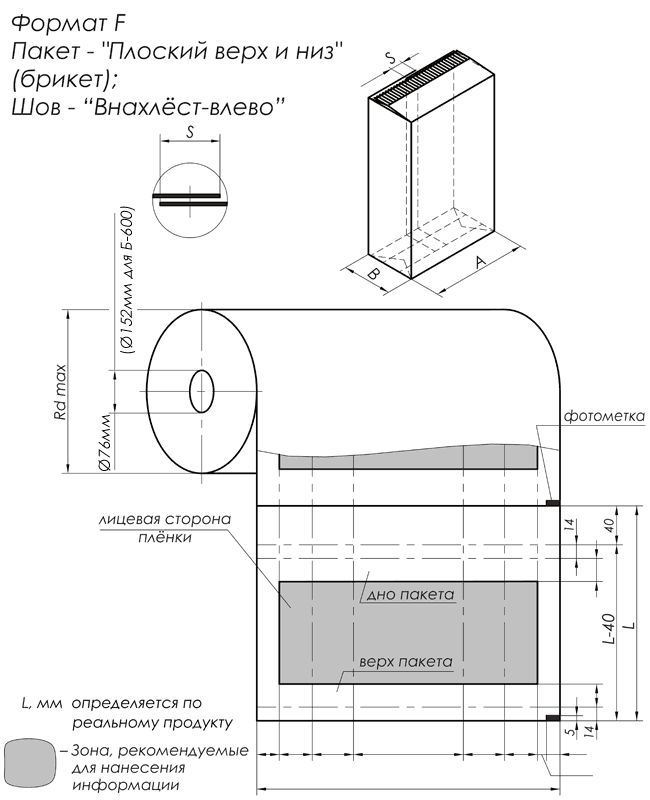 Формат F
Пакет - "Плоский верх и низ"
(брикет);
Шов - “Внахлёст-влево”
S
S
B
A
(Ø152мм для Б-600)
Rd max
Ø76мм
фотометка
лицевая сторона
плёнки
14
40
дно пакета
L-40
L
верх пакета
5
14
L, мм определяется по
реальному продукту
– Зона, рекомендуемые
для нанесения
информации